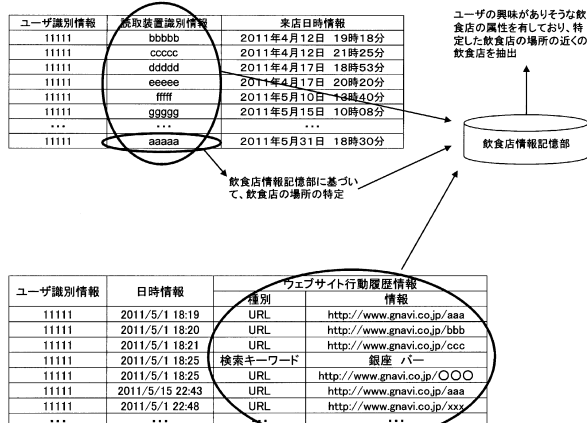 ユーザ識別情報 読取装置識別情報 来店日時情報
11111 bbbbb 2011年4月12日 19時18分
11111 ccccc 2011年4月12日 21時25分
11111 ddddd 2011年4月17日 18時53分
11111 eeeee 2011年4月17日 20時20分
11111 fffff 2011年5月10日 13時40分
11111 ggggg 2011年5月15日 10時08分
… … …
11111 aaaaa 2011年5月31日 18時30分
ユーザの興味がありそうな飲
食店の属性を有しており、特
定した飲食店の場所の近くの
飲食店を抽出
飲食店情報記憶部
飲食店情報記憶部に基づい
て、飲食店の場所の特定
ユーザ識別情報 日時情報 ウェブサイト行動履歴情報
種別 情報
11111 2011/5/1 18:19 URL http://www.gnavi.co.jp/aaa
11111 2011/5/1 18:20 URL http://www.gnavi.co.jp/bbb
11111 2011/5/1 18:21 URL http://www.gnavi.co.jp/ccc
11111 2011/5/1 18:25 検索キーワード 銀座 バー
11111 2011/5/1 18:25 URL http://www.gnavi.co.jp/〇〇〇
11111 2011/5/15 22:43 URL http://www.gnavi.co.jp/aaa
11111 2011/5/1 22:48 URL http://www.gnavi.co.jp/xxx
… … … …